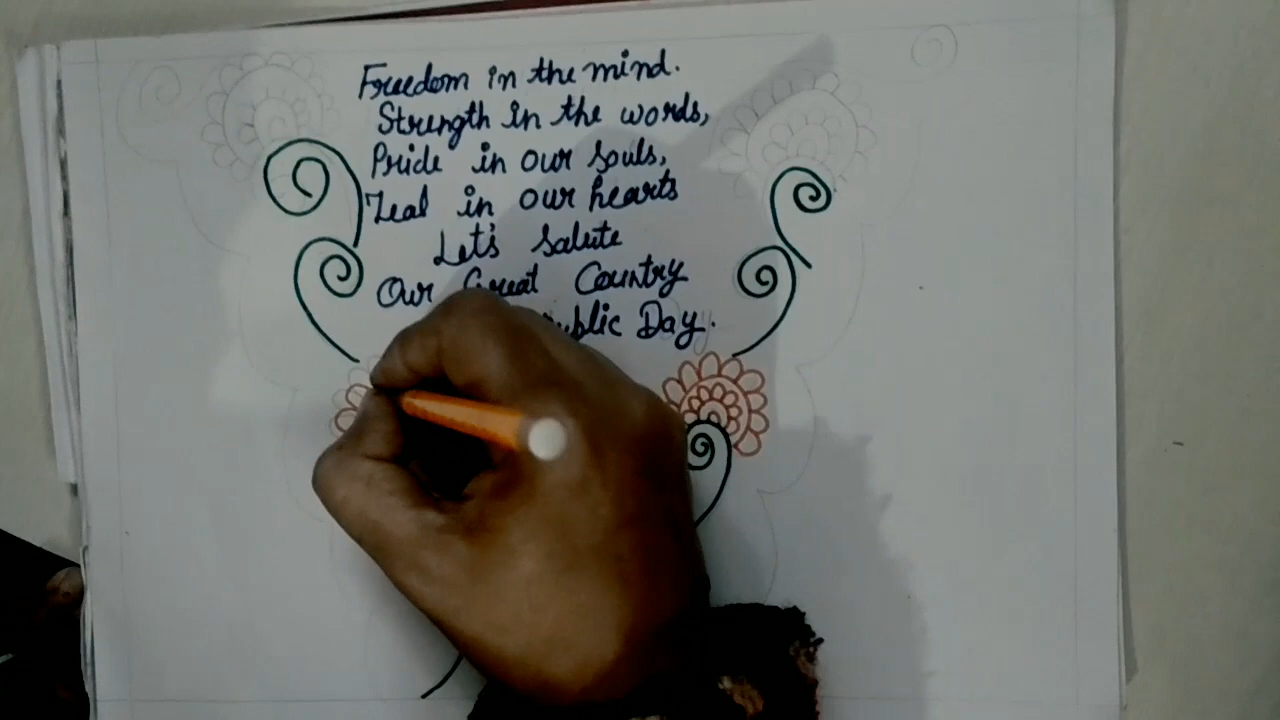 Freedom in the mind.
Strength in the words,
Pride in our souls,
Zeal in our hearts
Let's Salute
Our Great Country
Day.